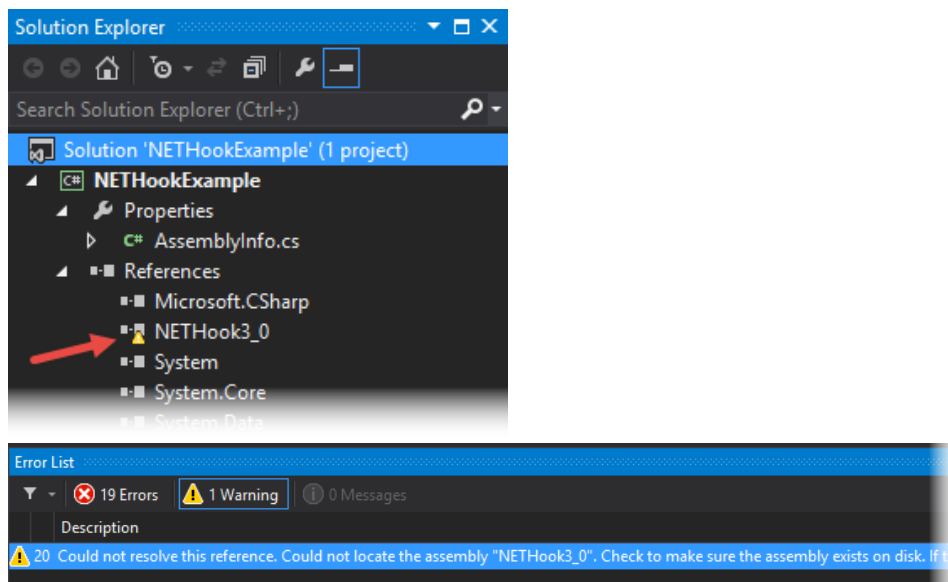 Solution Explorer
Search Solution Explorer (Ctrl+;)
Solution 'NETHookExample' (1 project)
C# NETHookExample
Properties
C# AssemblyInfo.cs
References
Microsoft.CSharp
NETHook3_0
System
System.Core
System.Data
Error List
19 Errors 1 Warning 0 Messages
Description
20 Could not resolve this reference. Could not locate the assembly "NETHook3_0". Check to make sure the assembly exists on disk. If